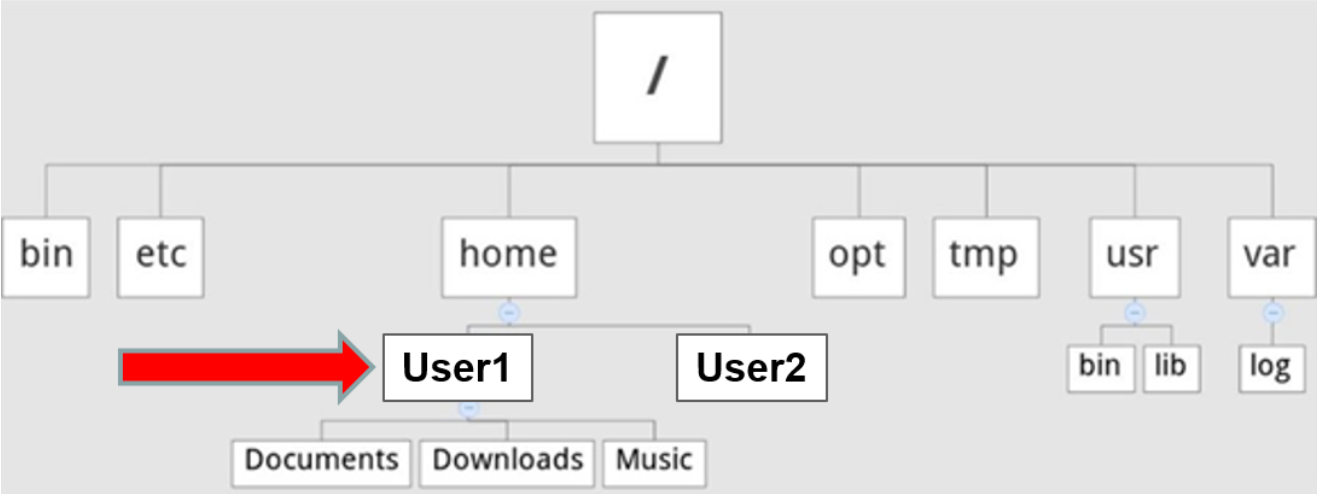 /
bin etc home opt tmp usr var
User1 User2 bin lib log
Documents Downloads Music